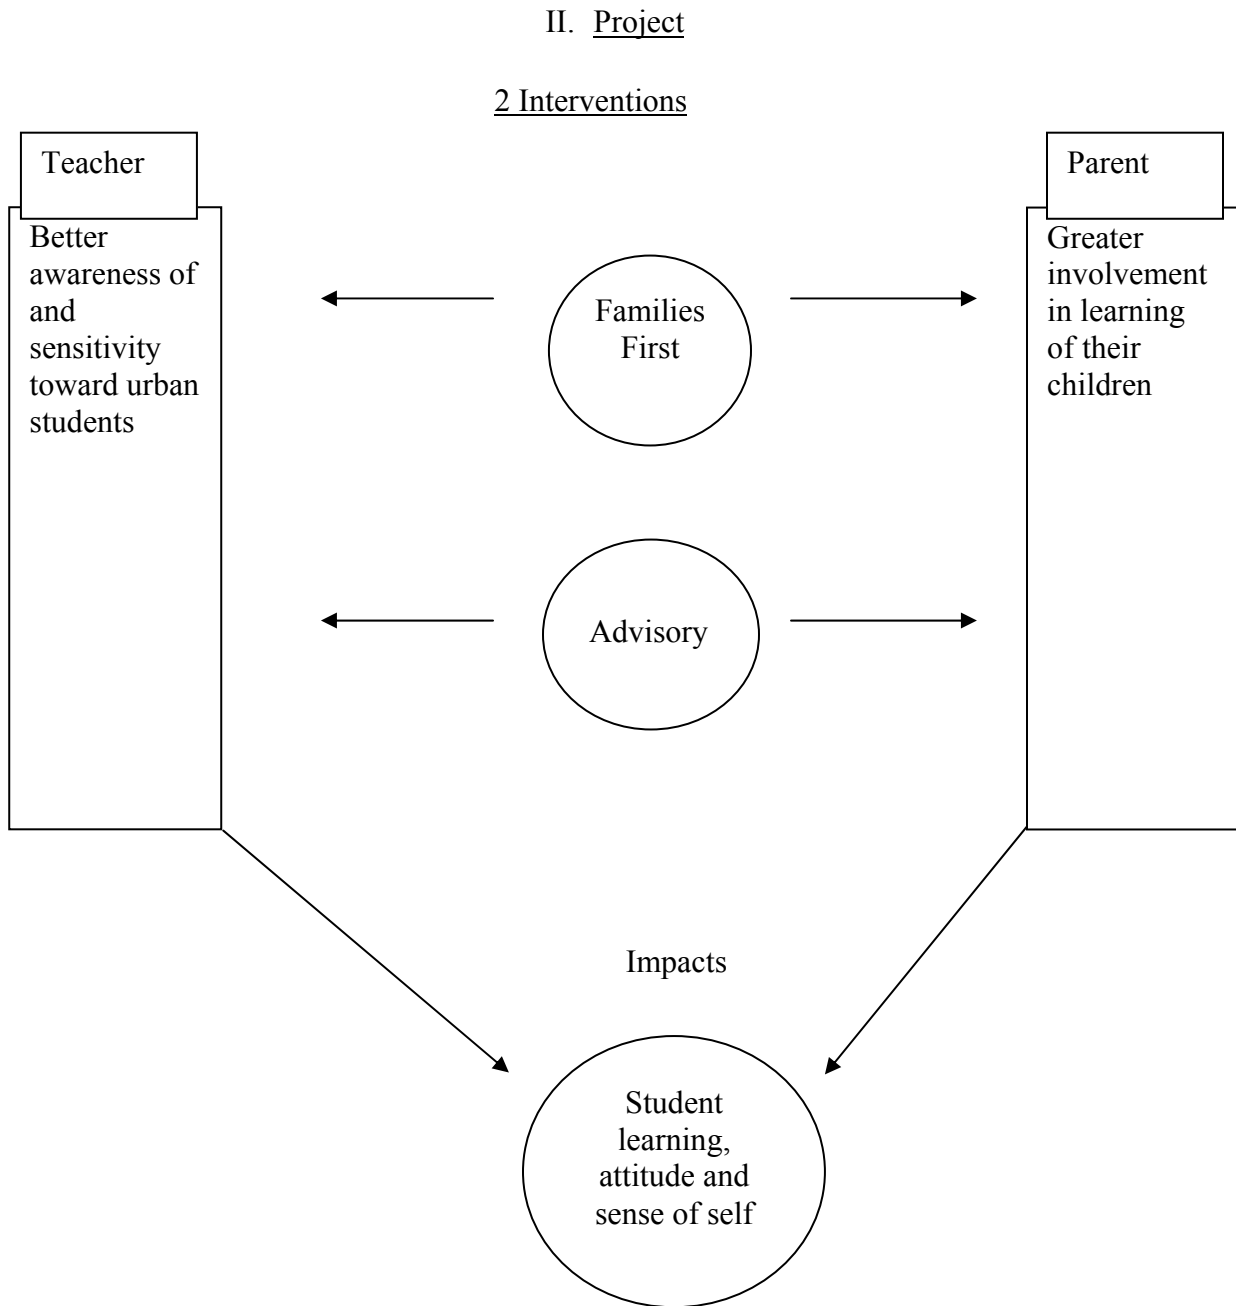 II. Project
2 Interventions
Teacher
Better
awareness of
and
sensitivity
toward urban
students
Families
First
Advisory
Parent
Greater
involvement
in learning
of their
children
Impacts
Student
learning,
attitude and
sense of self